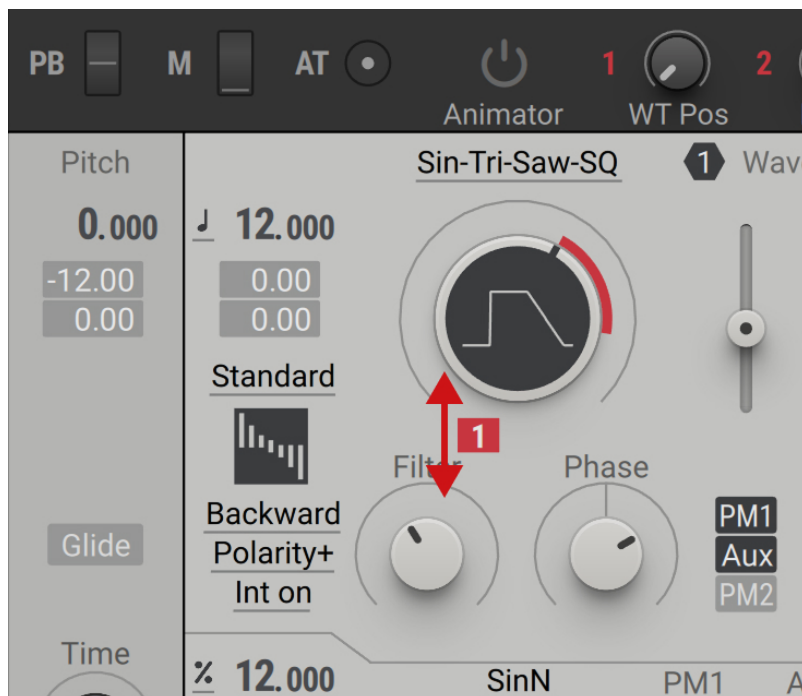 PB M AT 1 2
Animator WT Pos
Pitch Sin-Tri-Saw-SQ 1 Wav
0.000 12.000
-12.00 0.00
0.00 0.00
Standard
1
Filter Phase
Backward PM1
Glide Polarity+ Aux
Int on PM2
Time
% 12.000 SinN PM1 A